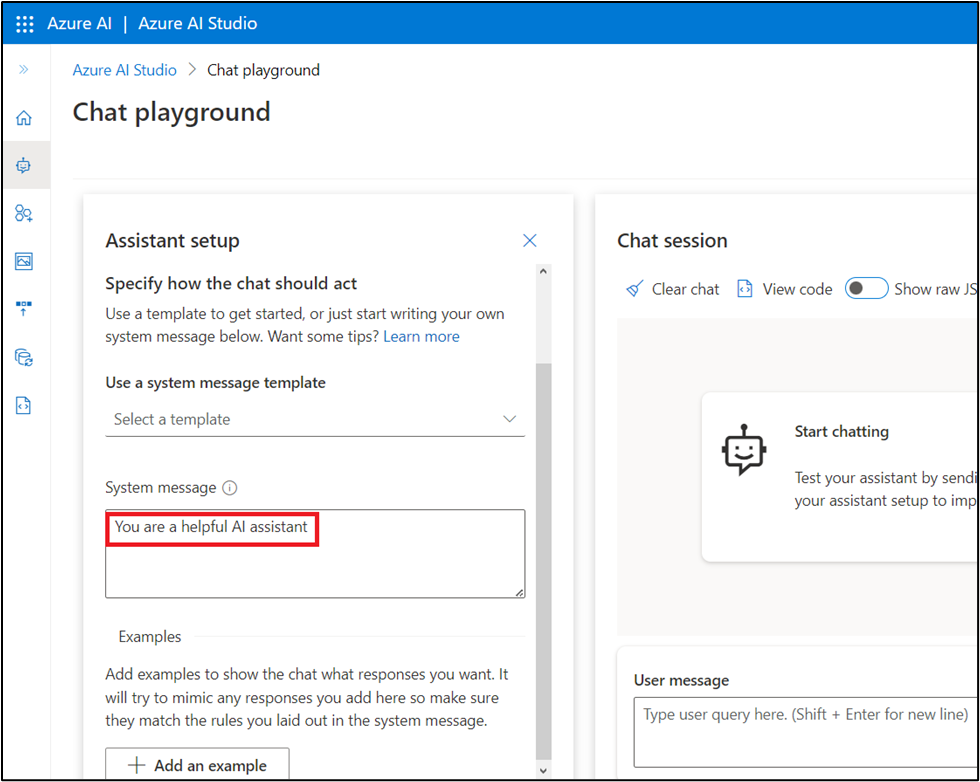 Azure AI | Azure AI Studio
Azure AI Studio > Chat playground
Chat playground
Assistant setup
Specify how the chat should act
Use a template to get started, or just start writing your own
system message below. Want some tips? Learn more
Use a system message template
Select a template
System message
You are a helpful AI assistant
Examples
Add examples to show the chat what responses you want. It
will try to mimic any responses you add here so make sure
they match the rules you laid out in the system message.
Add an example
Chat session
Clear chat View code Show raw JS
Start chatting
Test your assistant by sendi
your assistant setup to imp
User message
Type user query here. (Shift + Enter for new line)